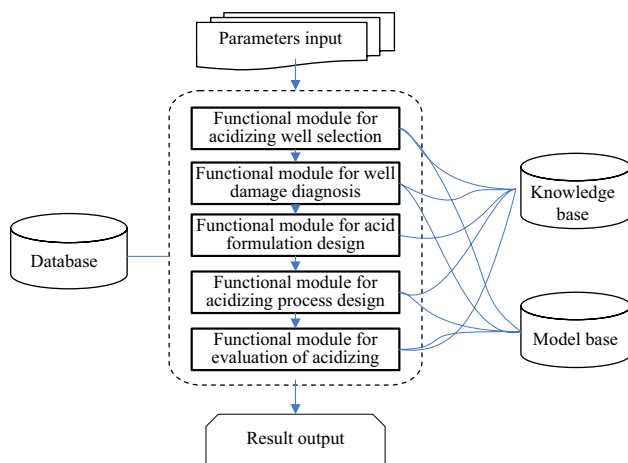 Parameters input
Functional module for
acidizing well selection
Functional module for well
damage diagnosis
Functional module for acid
formulation design
Functional module for
acidizing process design
Functional module for
evaluation of acidizing
Database
Knowledge
base
Model base
Result output